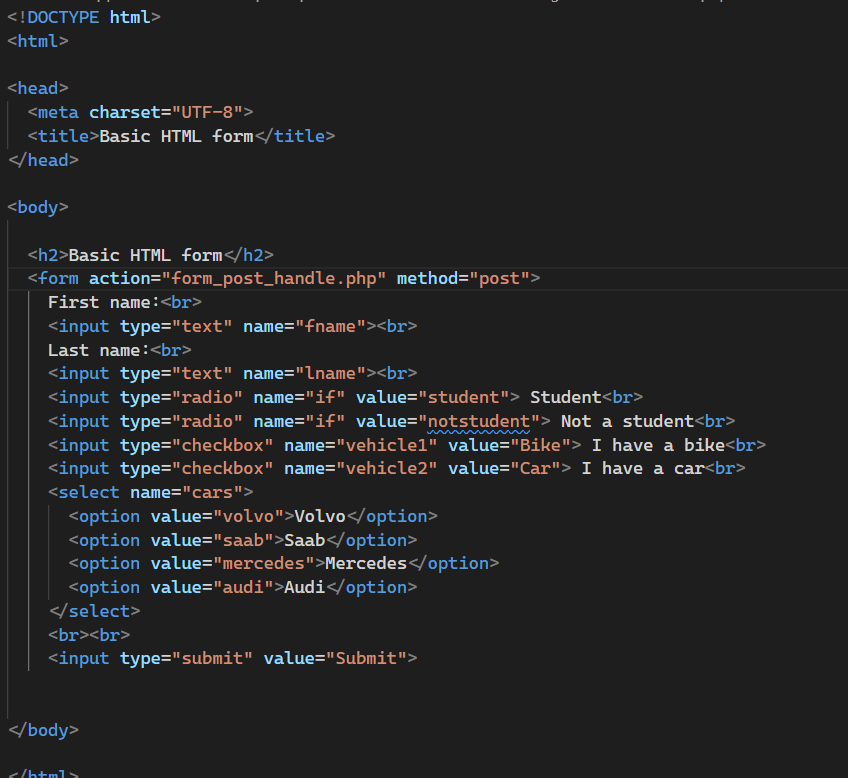 <!DOCTYPE html>
<html>
<head>
<meta charset="UTF-8">
<title>Basic HTML form</title>
</head>
<body>
<h2>Basic HTML form</h2>
<form action="form_post_handle.php" method="post">
First name:<br>
<input type="text" name="fname"><br>
Last name:<br>
<input type="text" name="lname"><br>
<input type="radio" name="if" value="student"> Student<br>
<input type="radio" name="if" value="notstudent"> Not a student<br>
<input type="checkbox" name="vehicle1" value="Bike"> I have a bike<br>
<input type="checkbox" name="vehicle2" value="Car"> I have a car<br>
<select name="cars">
<option value="volvo">Volvo</option>
<option value="saab">Saab</option>
<option value="mercedes">Mercedes</option>
<option value="audi">Audi</option>
</select>
<br><br>
<input type="submit" value="Submit">
</body>
</html>